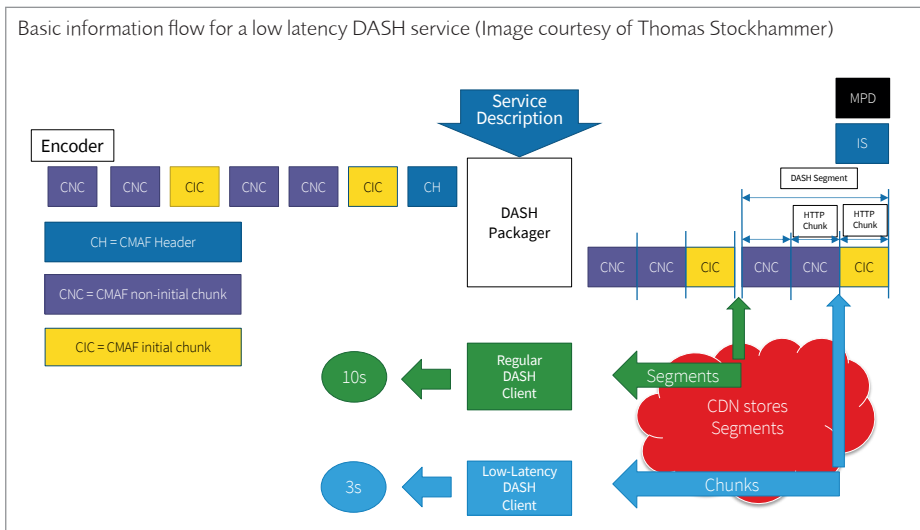 Basic information flow for a low latency DASH service (Image courtesy of Thomas Stockhammer)
Service
Description
MPD
IS
Encoder
CNC
CNC
CIC
CNC
CNC
CIC
CH
DASH
Packager
DASH Segment
HTTP
Chunk
HTTP
Chunk
CNC
CNC
CIC
CNC
CNC
CIC
CH = CMAF Header
CNC = CMAF non-initial chunk
CIC = CMAF initial chunk
10s
Regular
DASH
Client
Segments
CDN stores
Segments
3s
Low-Latency
DASH
Client
Chunks